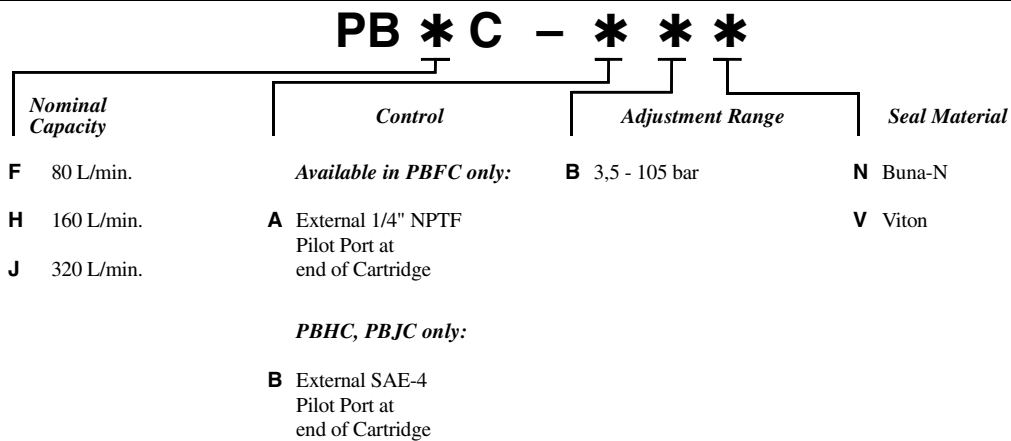 PB ✱ C – ✱ ✱ ✱
Nominal
Capacity
F 80 L/min.
H 160 L/min.
J 320 L/min.
Control
Available in PBFC only:
A External 1/4" NPTF
Pilot Port at
end of Cartridge
PBHC, PBJC only:
B External SAE-4
Pilot Port at
end of Cartridge
Adjustment Range
B 3,5 - 105 bar
Seal Material
N Buna-N
V Viton